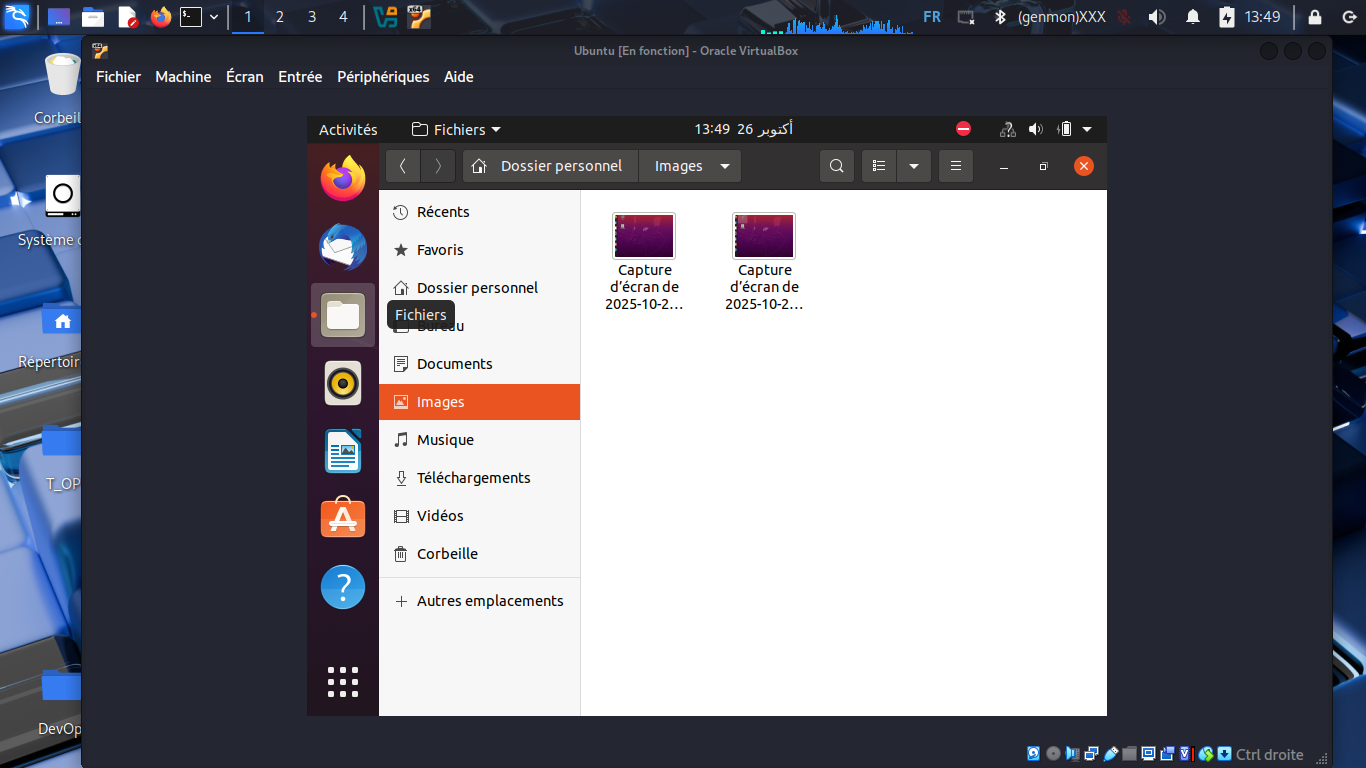 1
2
3
4
FR
(genmon)XXX
13:49
Ubuntu [En fonction] - Oracle VirtualBox
Fichier
Machine
Écran
Entrée
Périphériques
Aide
Corbeil
Système
Répertoir
T_OP
DevOp
Activités
Fichiers
13:49 26 أكتوبر
Dossier personnel
Images
Récents
Favoris
Dossier personnel
Fichiers
Bureau
Documents
Images
Musique
Téléchargements
Vidéos
Corbeille
Autres emplacements
Capture
d’écran de
2025-10-2…
Capture
d’écran de
2025-10-2…
Ctrl droite